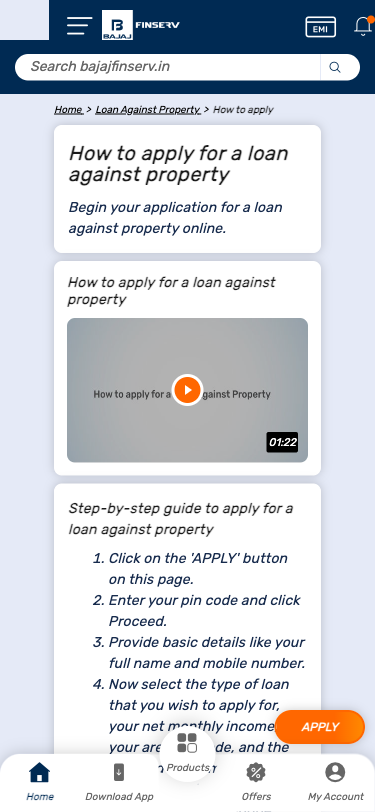 BAJAJ FINSERV
EMI
Search bajajfinserv.in
Home > Loan Against Property > How to apply
How to apply for a loan
against property
Begin your application for a loan
against property online.
How to apply for a loan against
property
How to apply for a gainst Property
01:22
Step-by-step guide to apply for a
loan against property
1. Click on the 'APPLY' button
on this page.
2. Enter your pin code and click
Proceed.
3. Provide basic details like your
full name and mobile number.
4. Now select the type of loan
that you wish to apply for,
your net monthly income
APPLY
your are de, and the
Products
Home
Download App
Offers
My Account